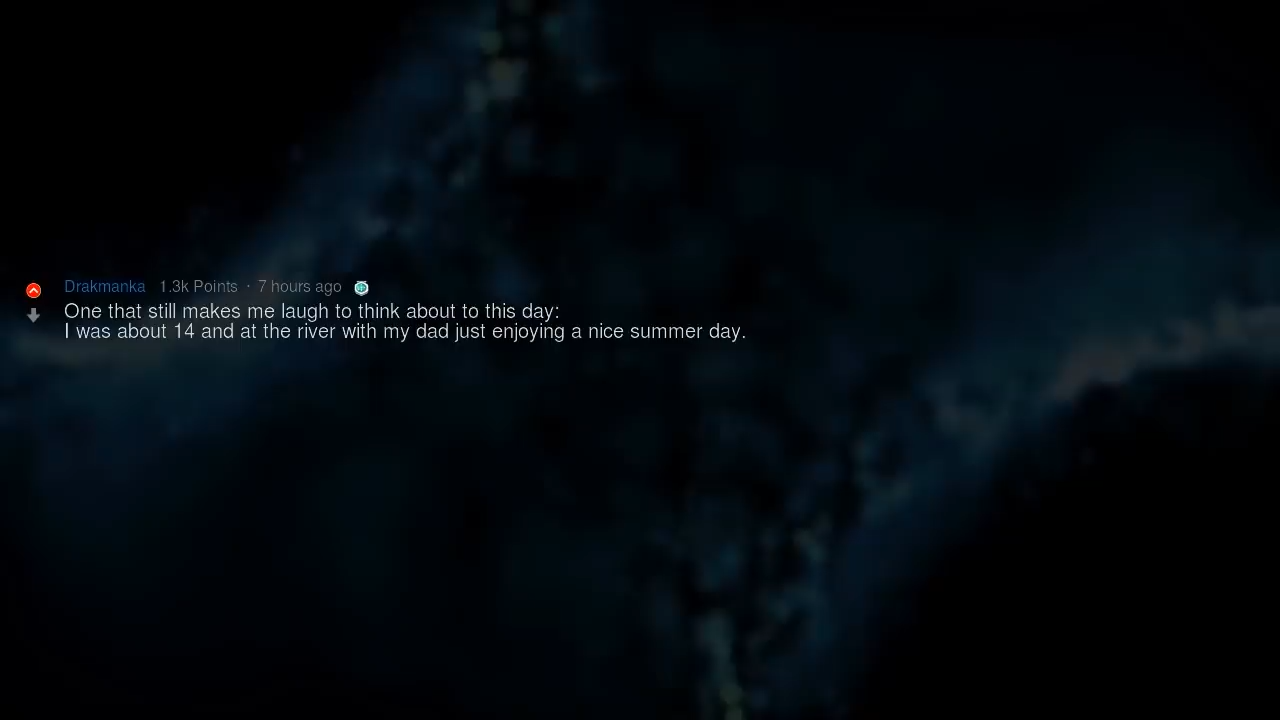 Drakmanka 1.3k Points · 7 hours ago
One that still makes me laugh to think about to this day:
I was about 14 and at the river with my dad just enjoying a nice summer day.